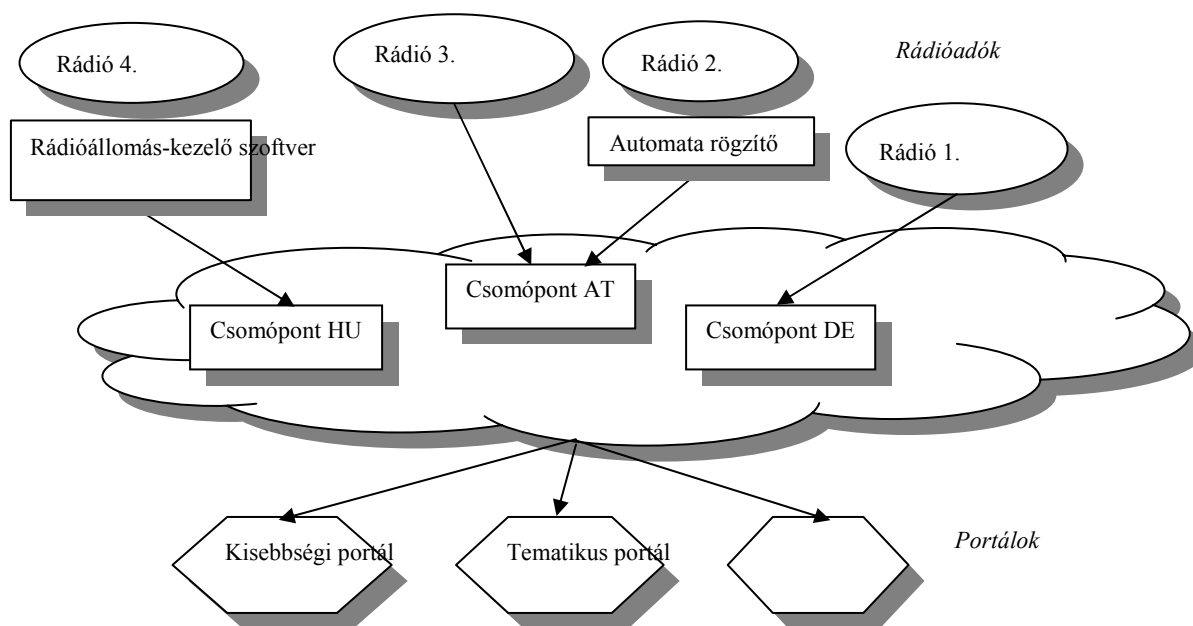 Rádió 4.
Rádió 3.
Rádió 2.
Rádióadók
Rádió 1.
Rádióállomás-kezelő szoftver
Automata rögzítő
Csomópont AT
Csomópont HU
Csomópont DE
Kisebbségi portál
Tematikus portál
Portálok